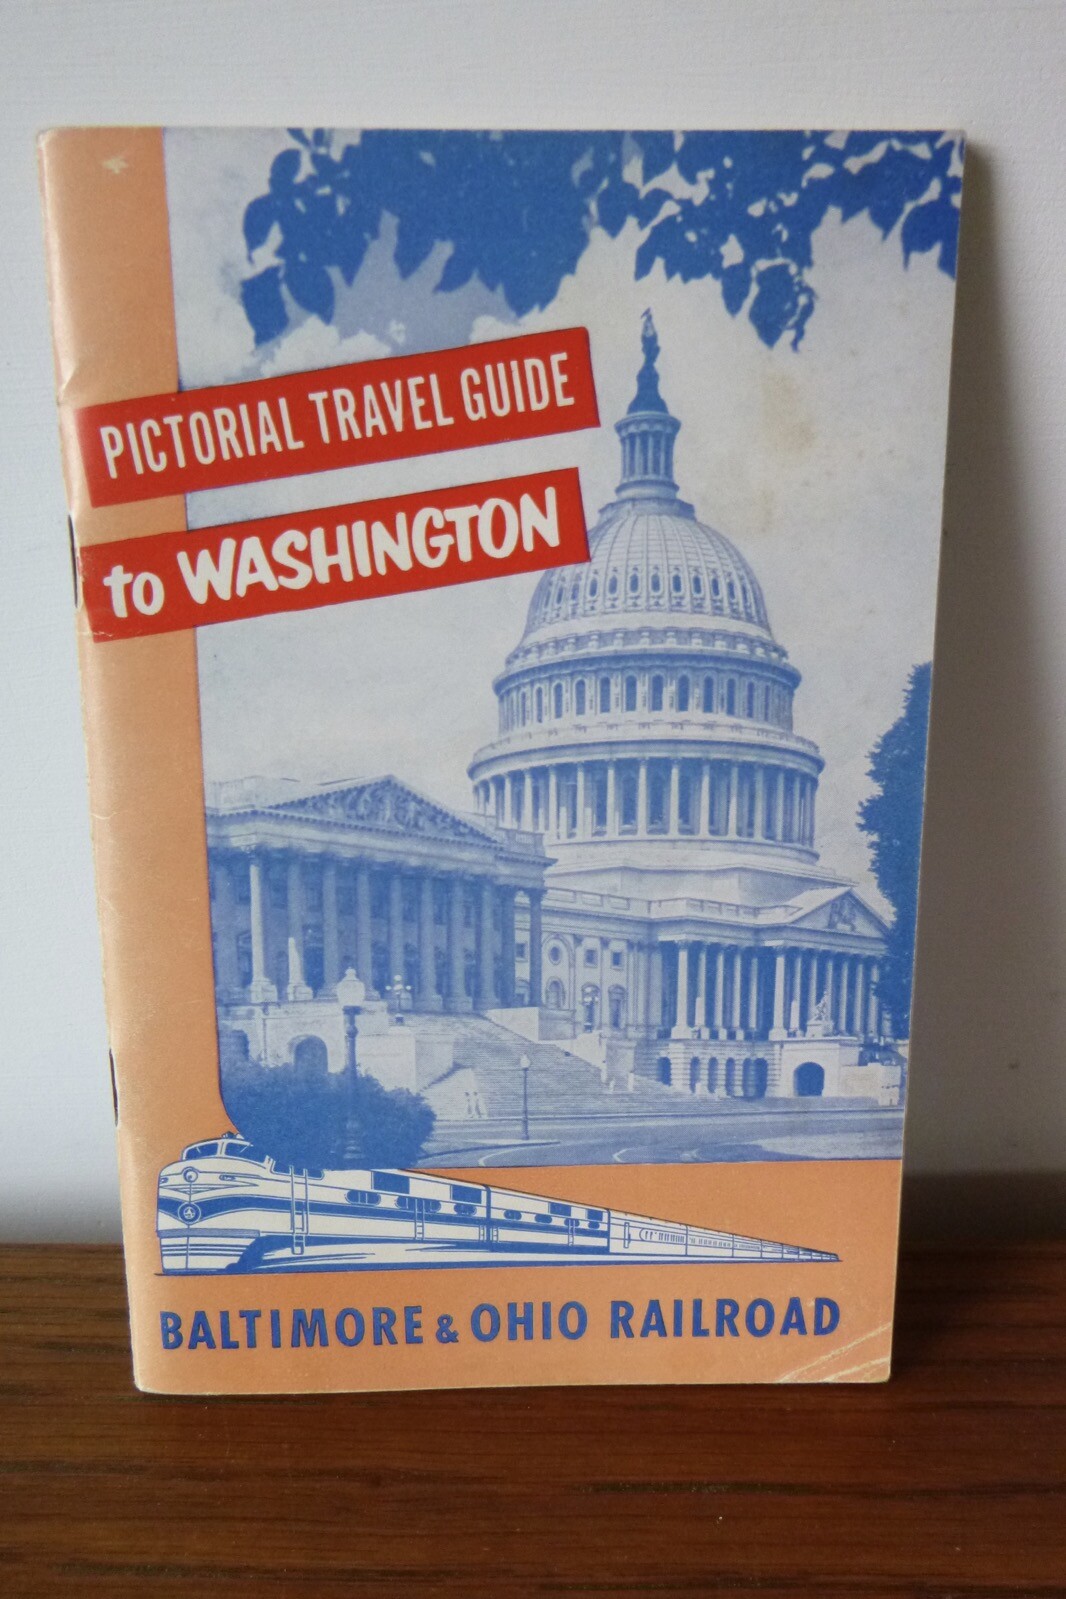 PICTORIAL TRAVEL GUIDE
to WASHINGTON
BALTIMORE & OHIO RAILROAD